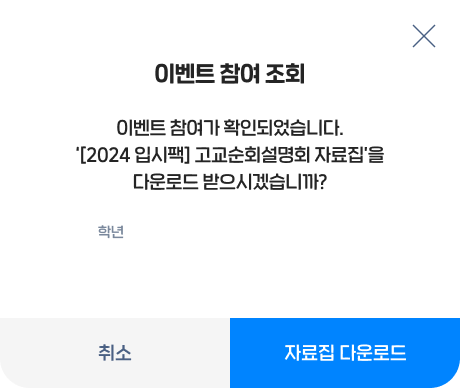 이벤트 참여 조회
이벤트 참여가 확인되었습니다.
'[2024 입시팩] 고교순회설명회 자료집'을
다운로드 받으시겠습니까?
학년
취소
자료집 다운로드